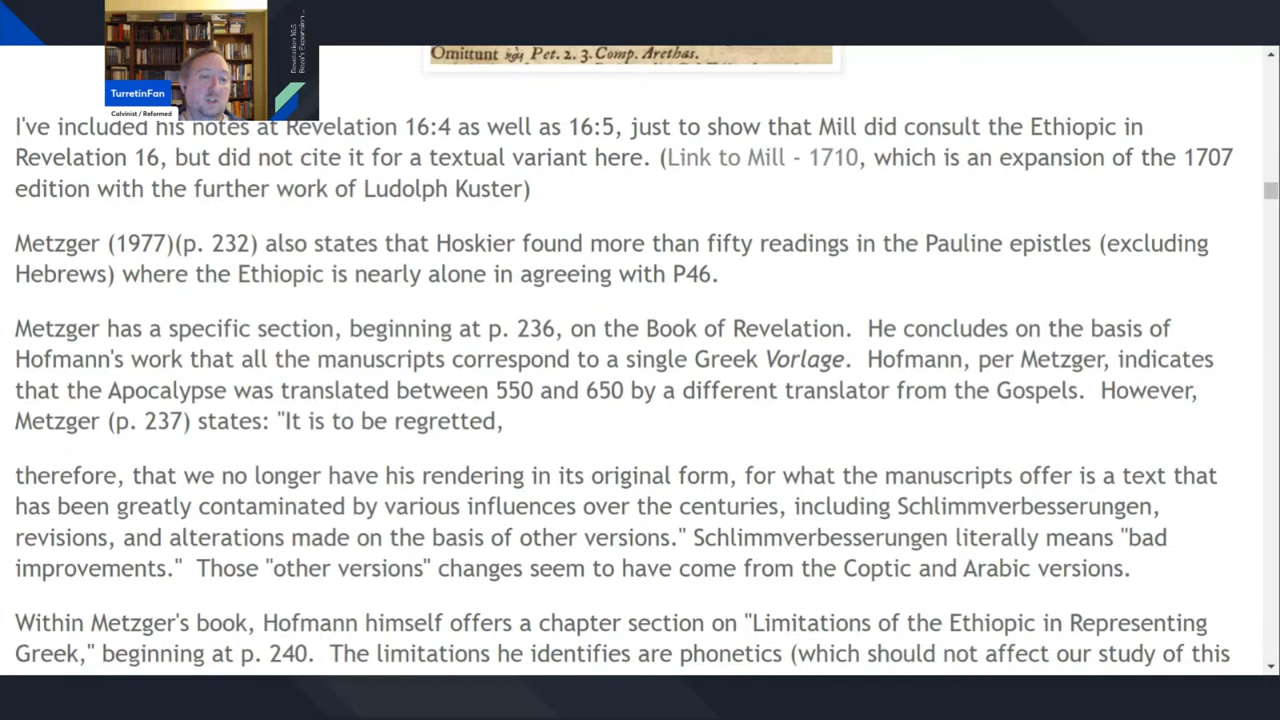 Omittunt καὶ Pet. 2. 3. Comp. Arethas.
TurretinFan
Calvinist / Reformed
Revelation 16:5
Beza's Expansion
I've included his notes at Revelation 16:4 as well as 16:5, just to show that Mill did consult the Ethiopic in
Revelation 16, but did not cite it for a textual variant here. (Link to Mill - 1710, which is an expansion of the 1707
edition with the further work of Ludolph Kuster)
Metzger (1977)(p. 232) also states that Hoskier found more than fifty readings in the Pauline epistles (excluding
Hebrews) where the Ethiopic is nearly alone in agreeing with P46.
Metzger has a specific section, beginning at p. 236, on the Book of Revelation. He concludes on the basis of
Hofmann's work that all the manuscripts correspond to a single Greek Vorlage. Hofmann, per Metzger, indicates
that the Apocalypse was translated between 550 and 650 by a different translator from the Gospels. However,
Metzger (p. 237) states: "It is to be regretted,
therefore, that we no longer have his rendering in its original form, for what the manuscripts offer is a text that
has been greatly contaminated by various influences over the centuries, including Schlimmverbesserungen,
revisions, and alterations made on the basis of other versions." Schlimmverbesserungen literally means "bad
improvements." Those "other versions" changes seem to have come from the Coptic and Arabic versions.
Within Metzger's book, Hofmann himself offers a chapter section on "Limitations of the Ethiopic in Representing
Greek," beginning at p. 240. The limitations he identifies are phonetics (which should not affect our study of this